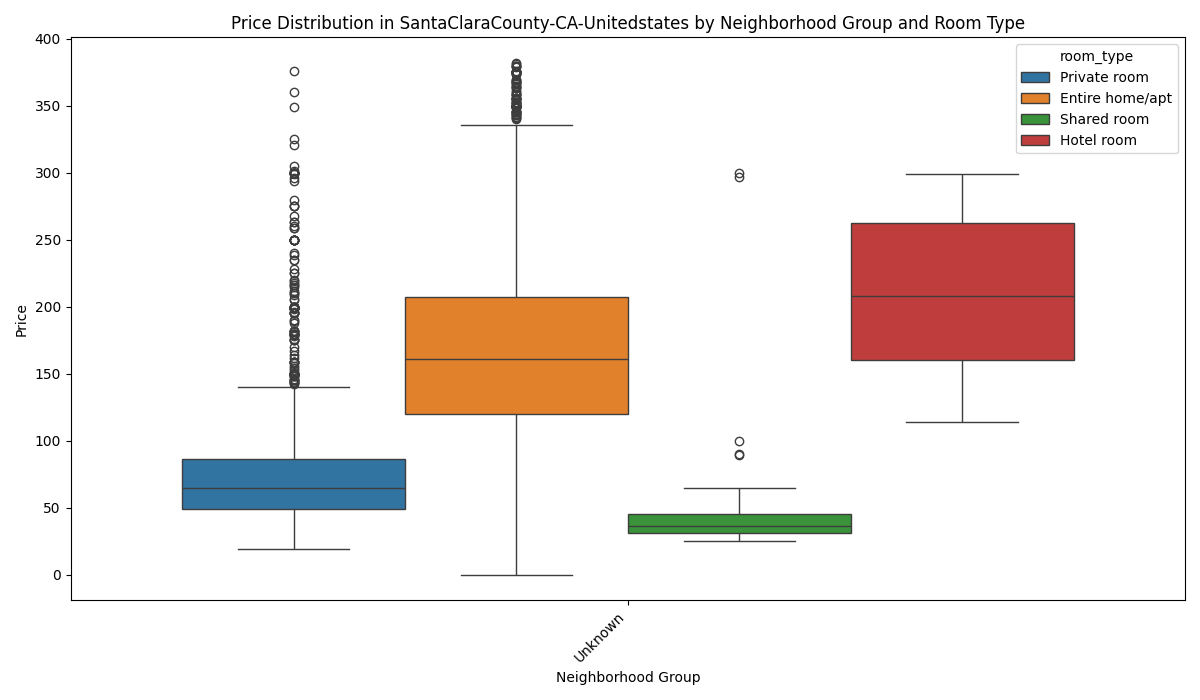 Price Distribution in SantaClaraCounty-CA-Unitedstates by Neighborhood Group and Room Type
room_type
Private room
Entire home/apt
Shared room
Hotel room
Price
400
350
300
250
200
150
100
50
0
Unknown
Neighborhood Group